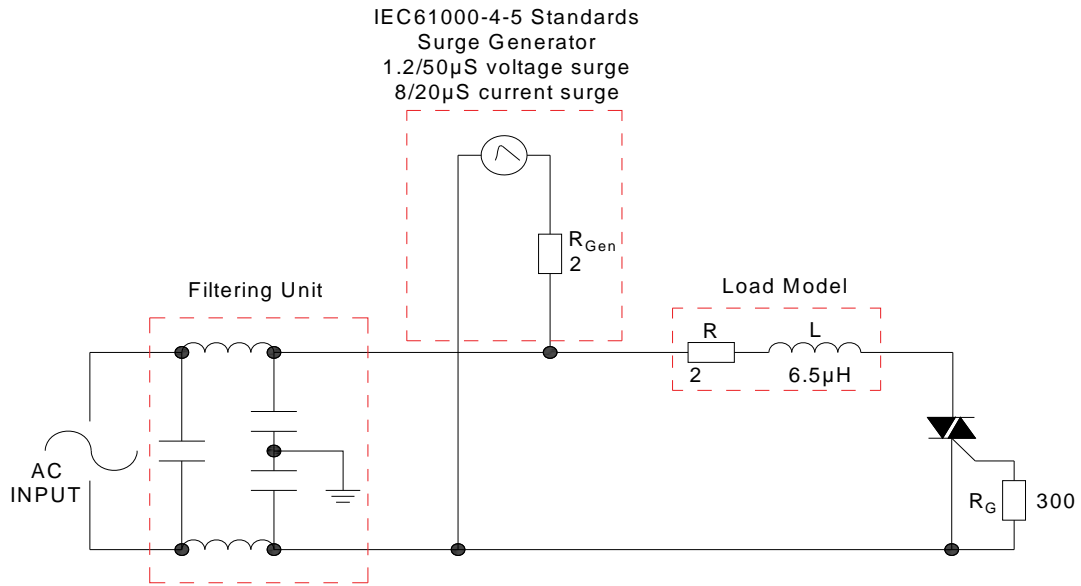 IEC61000-4-5 Standards
Surge Generator
1.2/50µS voltage surge
8/20µS current surge
RGen
2
Filtering Unit
Load Model
R
L
2
6.5µH
AC
INPUT
RG
300